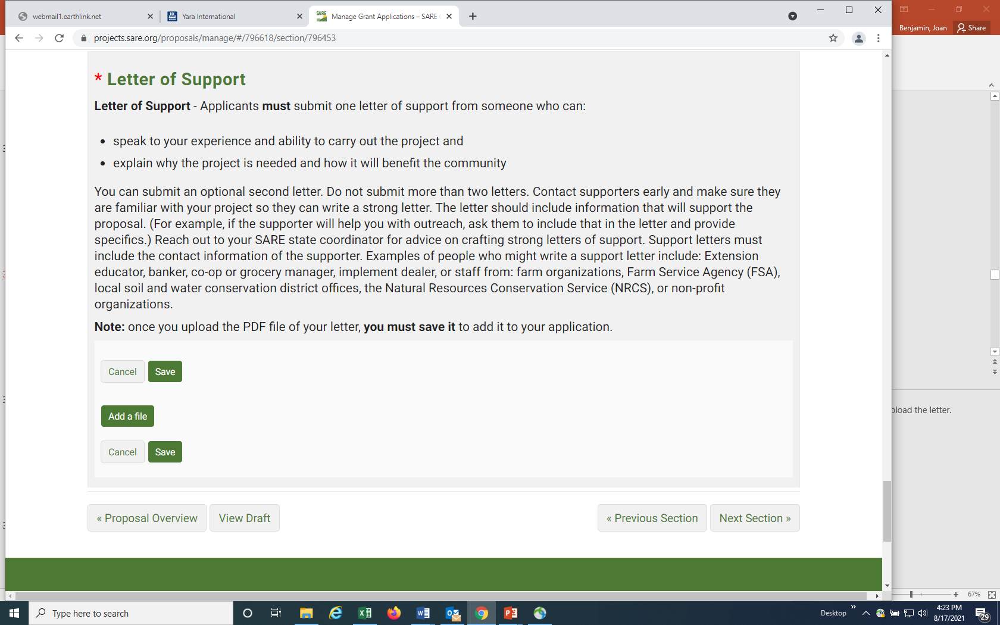 webmail1.earthlink.net
Yara International
SARE
Manage Grant Applications – SARE
Benjamin, Joan
Share
projects.sare.org/proposals/manage/#/796618/section/796453
* Letter of Support
Letter of Support - Applicants must submit one letter of support from someone who can:
• speak to your experience and ability to carry out the project and
• explain why the project is needed and how it will benefit the community
You can submit an optional second letter. Do not submit more than two letters. Contact supporters early and make sure they
are familiar with your project so they can write a strong letter. The letter should include information that will support the
proposal. (For example, if the supporter will help you with outreach, ask them to include that in the letter and provide
specifics.) Reach out to your SARE state coordinator for advice on crafting strong letters of support. Support letters must
include the contact information of the supporter. Examples of people who might write a support letter include: Extension
educator, banker, co-op or grocery manager, implement dealer, or staff from: farm organizations, Farm Service Agency (FSA),
local soil and water conservation district offices, the Natural Resources Conservation Service (NRCS), or non-profit
organizations.
Note: once you upload the PDF file of your letter, you must save it to add it to your application.
Cancel Save
pload the letter.
Add a file
Cancel Save
« Proposal Overview View Draft « Previous Section Next Section »
67%
Type here to search
Desktop
4:23 PM
8/17/2021
29